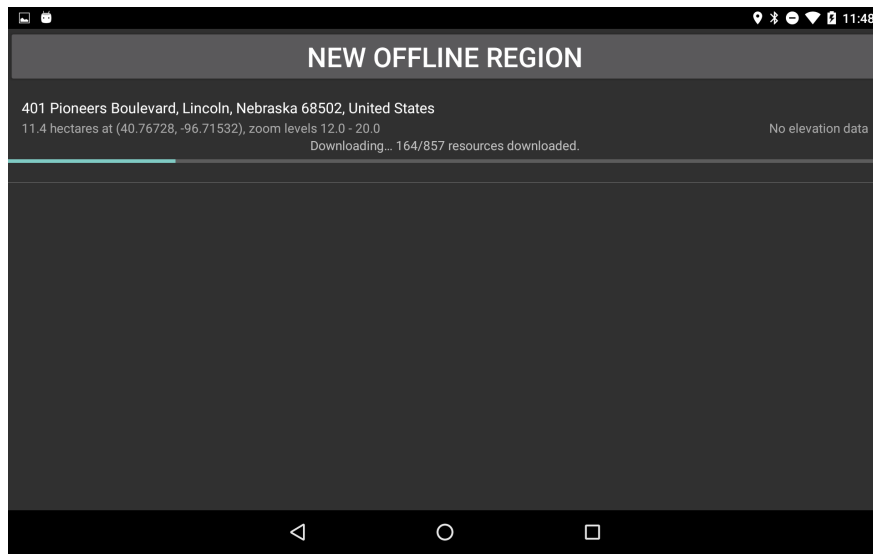 11:48
NEW OFFLINE REGION
401 Pioneers Boulevard, Lincoln, Nebraska 68502, United States
11.4 hectares at (40.76728, -96.71532), zoom levels 12.0 - 20.0
No elevation data
Downloading… 164/857 resources downloaded.